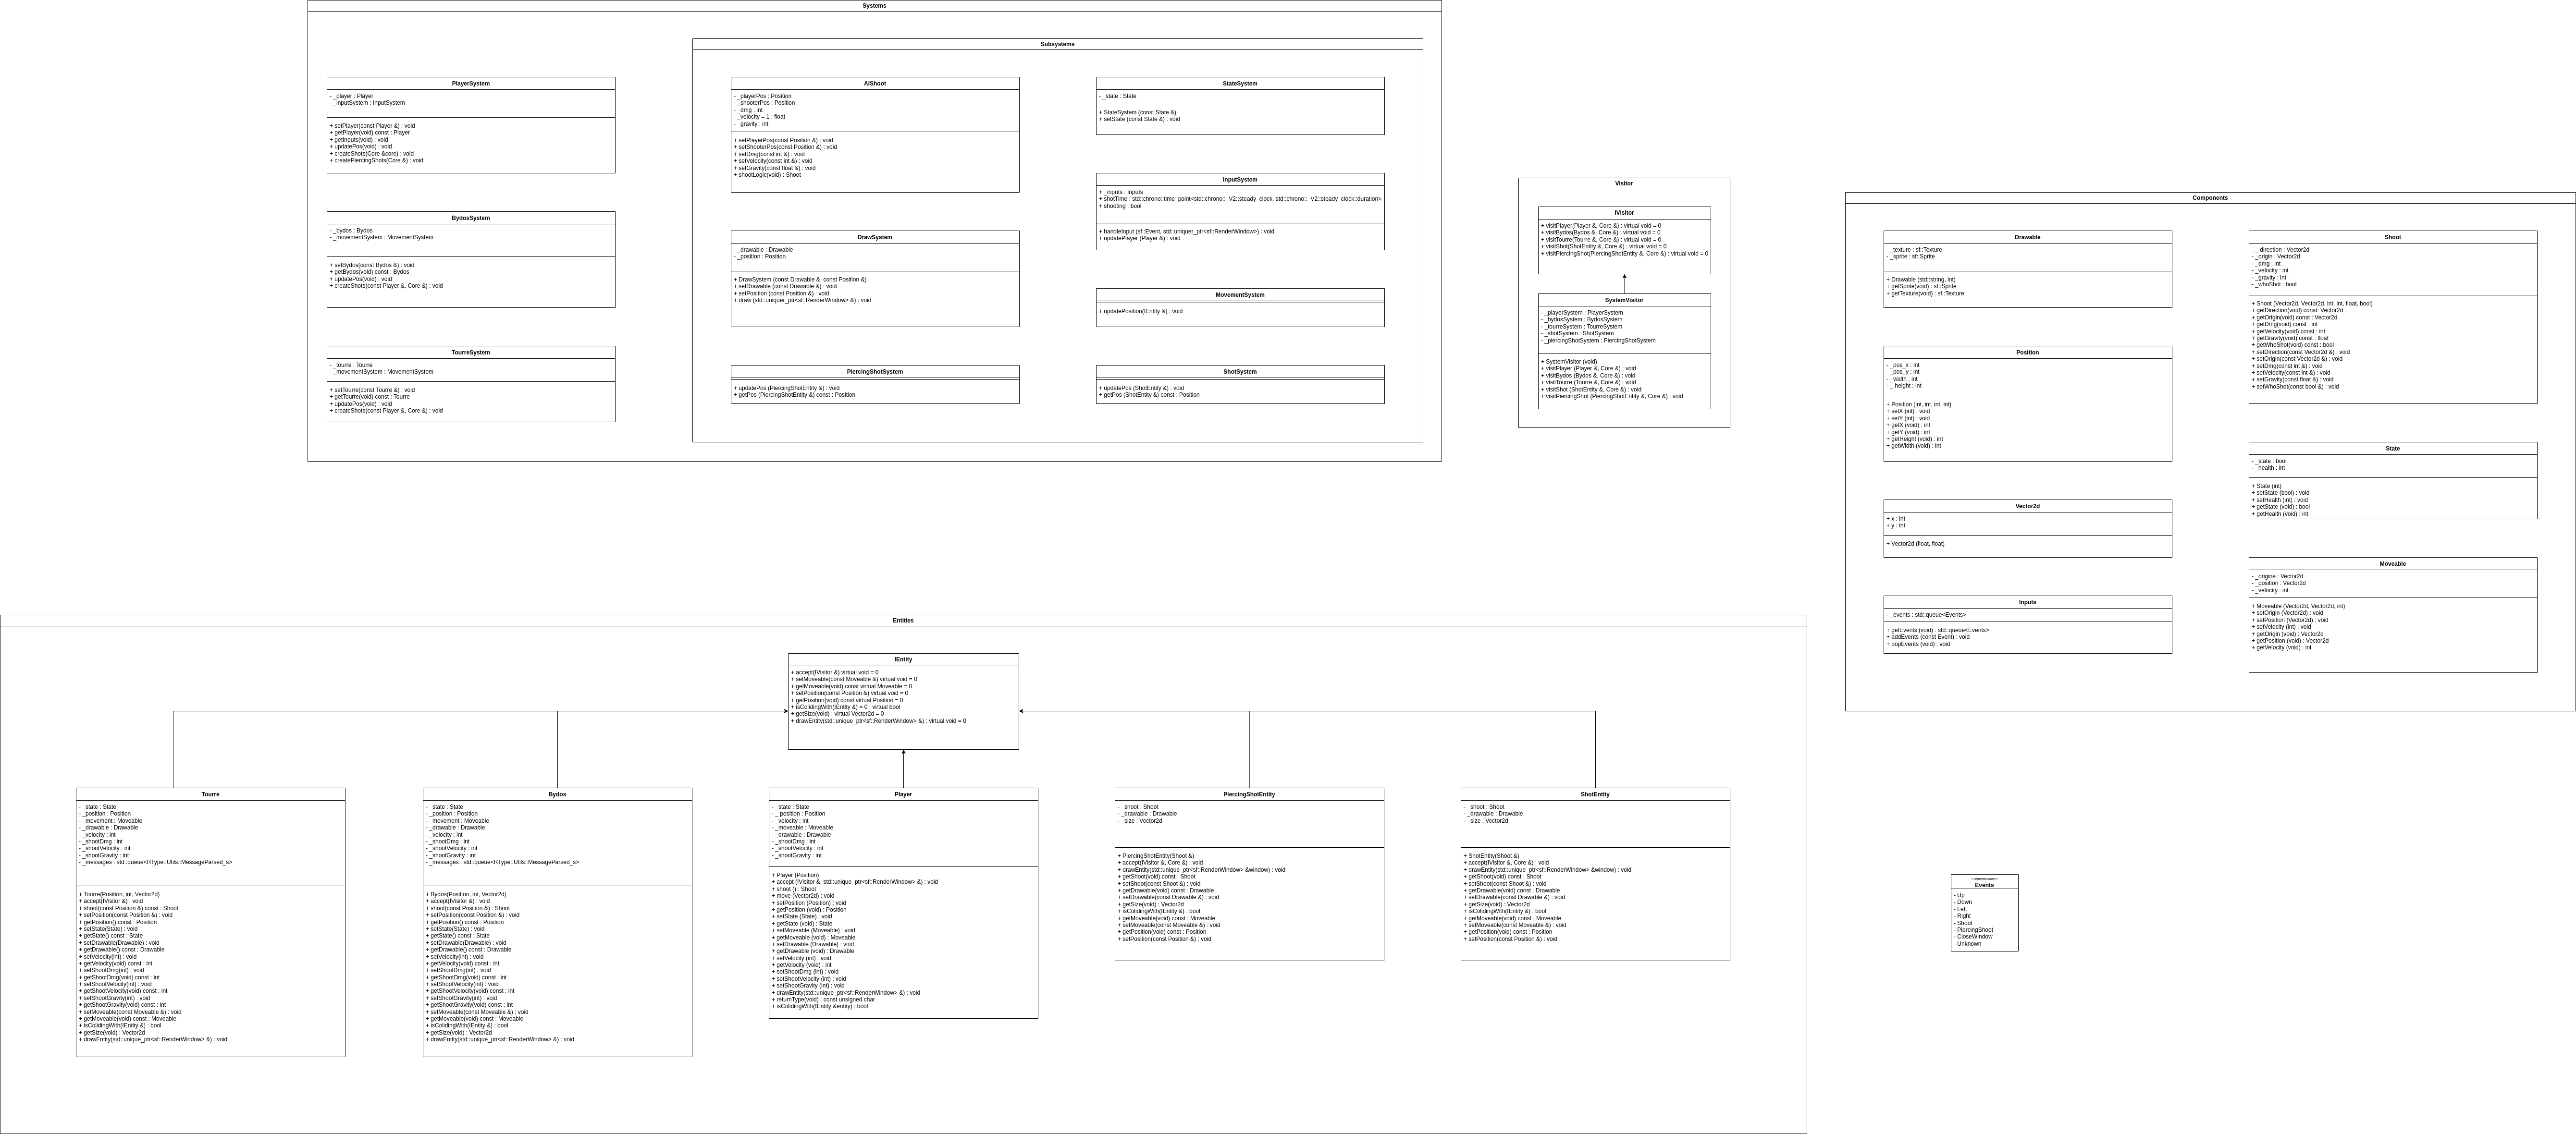 Systems
PlayerSystem
- _player : Player
- _inputSystem : InputSystem
+ setPlayer(const Player &) : void
+ getPlayer(void) const : Player
+ getInputs(void) : void
+ updatePos(void) : void
+ createShots(Core &core) : void
+ createPiercingShots(Core &) : void
BydosSystem
- _bydos : Bydos
- _movementSystem : MovementSystem
+ setBydos(const Bydos &) : void
+ getBydos(void) const : Bydos
+ updatePos(void) : void
+ createShots(const Player &, Core &) : void
TourreSystem
- _tourre : Tourre
- _movementSystem : MovementSystem
+ setTourre(const Tourre &) : void
+ getTourre(void) const : Tourre
+ updatePos(void) : void
+ createShots(const Player &, Core &) : void
Subsystems
AIShoot
- _playerPos : Position
- _shooterPos : Position
- _dmg : int
- _velocity = 1 : float
- _gravity : int
+ setPlayerPos(const Position &) : void
+ setShooterPos(const Position &) : void
+ setDmg(const int &) : void
+ setVelocity(const int &) : void
+ setGravity(const float &) : void
+ shootLogic(void) : Shoot
DrawSystem
- _drawable : Drawable
- _position : Position
+ DrawSystem (const Drawable &, const Position &)
+ setDrawable (const Drawable &) : void
+ setPosition (const Position &) : void
+ draw (std::uniquer_ptr<sf::RenderWindow> &) : void
PiercingShotSystem
+ updatePos (PiercingShotEntity &) : void
+ getPos (PiercingShotEntity &) const : Position
StateSystem
- _state : State
+ StateSystem (const State &)
+ setState (const State &) : void
InputSystem
+ _inputs : Inputs
+ shotTime : std::chrono::time_point<std::chrono::_V2::steady_clock, std::chrono::_V2::steady_clock::duration>
+ shooting : bool
+ handleInput (sf::Event, std::uniquer_ptr<sf::RenderWindow>) : void
+ updatePlayer (Player &) : void
MovementSystem
+ updatePosition(IEntity &) : void
ShotSystem
+ updatePos (ShotEntity &) : void
+ getPos (ShotEntity &) const : Position
Visitor
IVisitor
+ visitPlayer(Player &, Core &) : virtual void = 0
+ visitBydos(Bydos &, Core &) : virtual void = 0
+ visitTourre(Tourre &, Core &) : virtual void = 0
+ visitShot(ShotEntity &, Core &) : virtual void = 0
+ visitPiercingShot(PiercingShotEntity &, Core &) : virtual void = 0
SystemVisitor
- _playerSystem : PlayerSystem
- _bydosSystem : BydosSystem
- _tourreSystem : TourreSystem
- _shotSystem : ShotSystem
- _piercingShotSystem : PiercingShotSystem
+ SystemVisitor (void)
+ visitPlayer (Player &, Core &) : void
+ visitBydos (Bydos &, Core &) : void
+ visitTourre (Tourre &, Core &) : void
+ visitShot (ShotEntity &, Core &) : void
+ visitPiercingShot (PiercingShotEntity &, Core &) : void
Components
Drawable
- _texture : sf::Texture
- _sprite : sf::Sprite
+ Drawable (std::string, int)
+ getSprite(void) : sf::Sprite
+ getTexture(void) : sf::Texture
Position
- _pos_x : int
- _pos_y : int
- _width : int
- _ height : int
+ Position (int, int, int, int)
+ setX (int) : void
+ setY (int) : void
+ getX (void) : int
+ getY (void) : int
+ getHeight (void) : int
+ getWidth (void) : int
Vector2d
+ x : int
+ y : int
+ Vector2d (float, float)
Inputs
- _events : std::queue<Events>
+ getEvents (void) : std::queue<Events>
+ addEvents (const Event) : void
+ popEvents (void) : void
Shoot
- _ direction : Vector2d
- _origin : Vector2d
- _dmg : int
- _velocity : int
- _gravity : int
- _whoShot : bool
+ Shoot (Vector2d, Vector2d, int, int, float, bool)
+ getDirection(void) const: Vector2d
+ getOrigin(void) const : Vector2d
+ getDmg(void) const : int
+ getVelocity(void) const : int
+ getGravity(void) const : float
+ getWhoShot(void) const : bool
+ setDirection(const Vector2d &) : void
+ setOrigin(const Vector2d &) : void
+ setDmg(const int &) : void
+ setVelocity(const int &) : void
+ setGravity(const float &) : void
+ setWhoShot(const bool &) : void
State
- _state : bool
- _health : int
+ State (int)
+ setState (bool) : void
+ setHealth (int) : void
+ getState (void) : bool
+ getHealth (void) : int
Moveable
- _origine : Vector2d
- _position : Vector2d
- _velocity : int
+ Moveable (Vector2d, Vector2d, int)
+ setOrigin (Vector2d) : void
+ setPosition (Vector2d) : void
+ setVelocity (int) : void
+ getOrigin (void) : Vector2d
+ getPosition (void) : Vector2d
+ getVelocity (void) : int
Entities
IEntity
+ accept(IVisitor &) virtual void = 0
+ setMoveable(const Moveable &) virtual void = 0
+ getMoveable(void) const virtual Moveable = 0
+ setPosition(const Position &) virtual void = 0
+ getPosition(void) const virtual Position = 0
+ isColidingWith(IEntity &) = 0 : virtual bool
+ getSize(void) : virtual Vector2d = 0
+ drawEntity(std::unique_ptr<sf::RenderWindow> &) : virtual void = 0
Tourre
- _state : State
- _position : Position
- _movement : Moveable
- _drawable : Drawable
- _velocity : int
- _shootDmg : int
- _shootVelocity : int
- _shootGravity : int
- _messages : std::queue<RType::Utils::MessageParsed_s>
+ Tourre(Position, int, Vector2d)
+ accept(IVisitor &) : void
+ shoot(const Position &) const : Shoot
+ setPosition(const Position &) : void
+ getPosition() const : Position
+ setState(State) : void
+ getState() const : State
+ setDrawable(Drawable) : void
+ getDrawable() const : Drawable
+ setVelocity(int) : void
+ getVelocity(void) const : int
+ setShootDmg(int) : void
+ getShootDmg(void) const : int
+ setShootVelocity(int) : void
+ getShootVelocity(void) const : int
+ setShootGravity(int) : void
+ getShootGravity(void) const : int
+ setMoveable(const Moveable &) : void
+ getMoveable(void) const : Moveable
+ isColidingWith(IEntity &) : bool
+ getSize(void) : Vector2d
+ drawEntity(std::unique_ptr<sf::RenderWindow> &) : void
Bydos
- _state : State
- _position : Position
- _movement : Moveable
- _drawable : Drawable
- _velocity : int
- _shootDmg : int
- _shootVelocity : int
- _shootGravity : int
- _messages : std::queue<RType::Utils::MessageParsed_s>
+ Bydos(Position, int, Vector2d)
+ accept(IVisitor &) : void
+ shoot(const Position &) : Shoot
+ setPosition(const Position &) : void
+ getPosition() const : Position
+ setState(State) : void
+ getState() const : State
+ setDrawable(Drawable) : void
+ getDrawable() const : Drawable
+ setVelocity(int) : void
+ getVelocity(void) const : int
+ setShootDmg(int) : void
+ getShootDmg(void) const : int
+ setShootVelocity(int) : void
+ getShootVelocity(void) const : int
+ setShootGravity(int) : void
+ getShootGravity(void) const : int
+ setMoveable(const Moveable &) : void
+ getMoveable(void) const : Moveable
+ isColidingWith(IEntity &) : bool
+ getSize(void) : Vector2d
+ drawEntity(std::unique_ptr<sf::RenderWindow> &) : void
Player
- _state : State
- _ position : Position
- _velocity : int
- _moveable : Moveable
- _drawable : Drawable
- _shootDmg : int
- _shootVelocity : int
- _shootGravity : int
+ Player (Position)
+ accept (IVisitor &, std::unique_ptr<sf::RenderWindow> &) : void
+ shoot () : Shoot
+ move (Vector2d) : void
+ setPosition (Position) : void
+ getPosition (void) : Position
+ setState (State) : void
+ getState (void) : State
+ setMoveable (Moveable) : void
+ getMoveable (void) : Moveable
+ setDrawable (Drawable) : void
+ getDrawable (void) : Drawable
+ setVelocity (int) : void
+ getVelocity (void) : int
+ setShootDmg (int) : void
+ setShootVelocity (int) : void
+ setShootGravity (int) : void
+ drawEntity(std::unique_ptr<sf::RenderWindow> &) : void
+ returnType(void) : const unsigned char
+ isColidingWith(IEntity &entity) : bool
PiercingShotEntity
- _shoot : Shoot
- _drawable : Drawable
- _size : Vector2d
+ PiercingShotEntity(Shoot &)
+ accept(IVisitor &, Core &) : void
+ drawEntity(std::unique_ptr<sf::RenderWindow> &window) : void
+ getShoot(void) const : Shoot
+ setShoot(const Shoot &) : void
+ getDrawable(void) const : Drawable
+ setDrawable(const Drawable &) : void
+ getSize(void) : Vector2d
+ isColidingWith(IEntity &) : bool
+ getMoveable(void) const : Moveable
+ setMoveable(const Moveable &) : void
+ getPosition(void) const : Position
+ setPosition(const Position &) : void
ShotEntity
- _shoot : Shoot
- _drawable : Drawable
- _size : Vector2d
+ ShotEntity(Shoot &)
+ accept(IVisitor &, Core &) : void
+ drawEntity(std::unique_ptr<sf::RenderWindow> &window) : void
+ getShoot(void) const : Shoot
+ setShoot(const Shoot &) : void
+ getDrawable(void) const : Drawable
+ setDrawable(const Drawable &) : void
+ getSize(void) : Vector2d
+ isColidingWith(IEntity &) : bool
+ getMoveable(void) const : Moveable
+ setMoveable(const Moveable &) : void
+ getPosition(void) const : Position
+ setPosition(const Position &) : void
<<enumeration>>
Events
- Up
- Down
- Left
- Right
- Shoot
- PiercingShoot
- CloseWindow
- Unknown